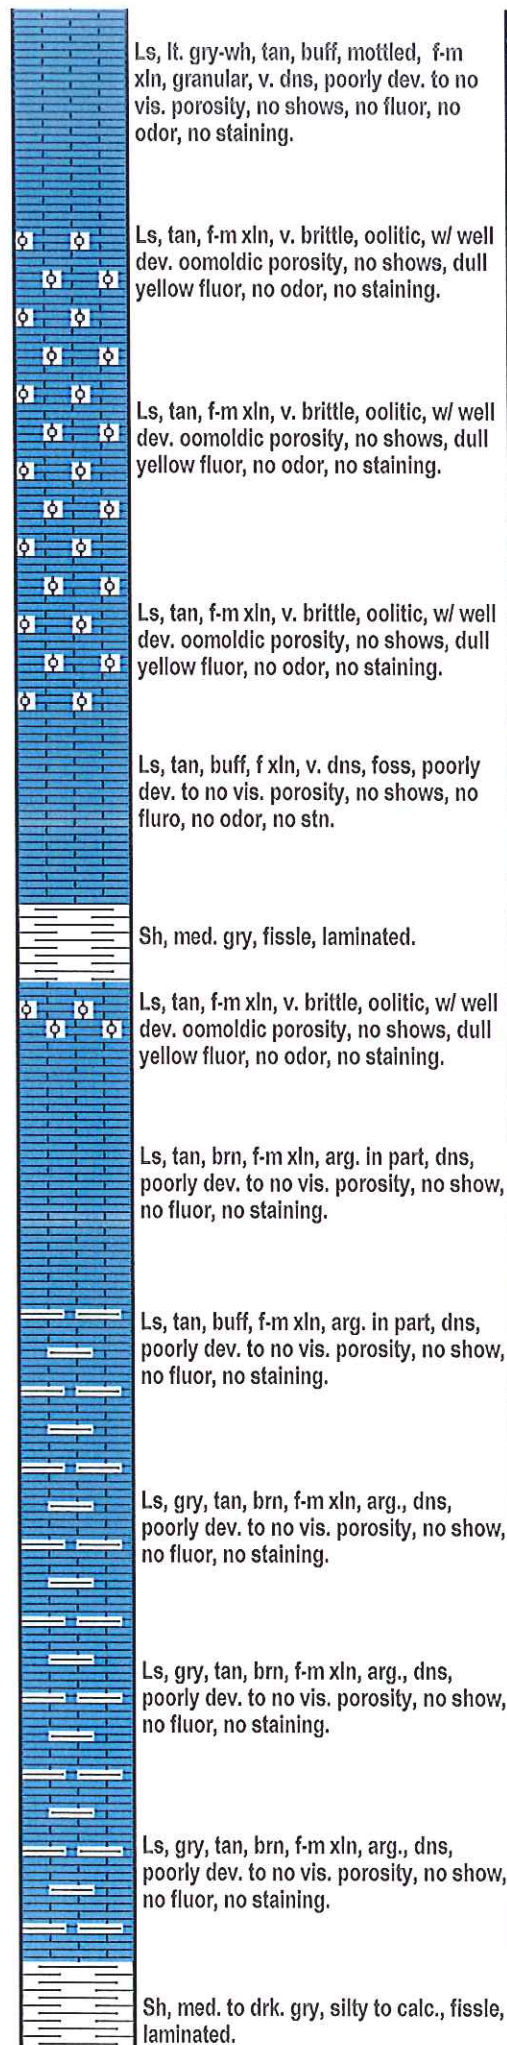 Ls, lt. gry-wh, tan, buff, mottled, f-m
xln, granular, v. dns, poorly dev. to no
vis. porosity, no shows, no fluor, no
odor, no staining.
Ls, tan, f-m xln, v. brittle, oolitic, w/ well
dev. oomoldic porosity, no shows, dull
yellow fluor, no odor, no staining.
Ls, tan, f-m xln, v. brittle, oolitic, w/ well
dev. oomoldic porosity, no shows, dull
yellow fluor, no odor, no staining.
Ls, tan, f-m xln, v. brittle, oolitic, w/ well
dev. oomoldic porosity, no shows, dull
yellow fluor, no odor, no staining.
Ls, tan, buff, f xln, v. dns, foss, poorly
dev. to no vis. porosity, no shows, no
fluro, no odor, no stn.
Sh, med. gry, fissle, laminated.
Ls, tan, f-m xln, v. brittle, oolitic, w/ well
dev. oomoldic porosity, no shows, dull
yellow fluor, no odor, no staining.
Ls, tan, brn, f-m xln, arg. in part, dns,
poorly dev. to no vis. porosity, no show,
no fluor, no staining.
Ls, tan, buff, f-m xln, arg. in part, dns,
poorly dev. to no vis. porosity, no show,
no fluor, no staining.
Ls, gry, tan, brn, f-m xln, arg., dns,
poorly dev. to no vis. porosity, no show,
no fluor, no staining.
Ls, gry, tan, brn, f-m xln, arg., dns,
poorly dev. to no vis. porosity, no show,
no fluor, no staining.
Ls, gry, tan, brn, f-m xln, arg., dns,
poorly dev. to no vis. porosity, no show,
no fluor, no staining.
Sh, med. to drk. gry, silty to calc., fissle,
laminated.